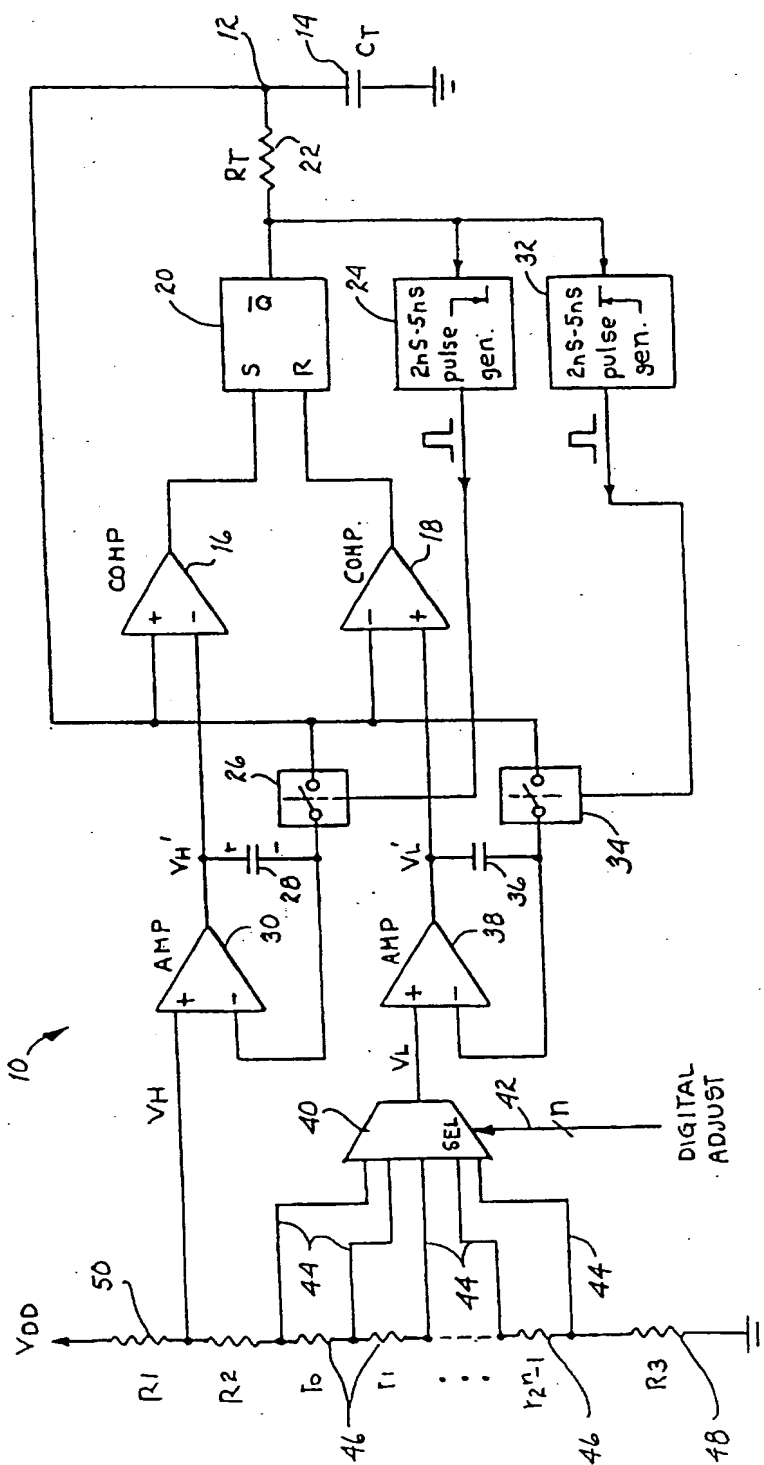 10
VDD
R1
50
R2
r0
r1
46
r2ⁿ-1
46
R3
48
VH
44
44
44
40
SEL
42
n
DIGITAL
ADJUST
VL
AMP
+
-
30
AMP
+
-
38
VH'
+
-
28
VL'
36
26
34
COMP
+
-
16
COMP.
-
+
18
20
S
R
Q̅
24
2nS-5nS
pulse
gen.
32
2nS-5nS
pulse
gen.
RT
22
12
14
CT